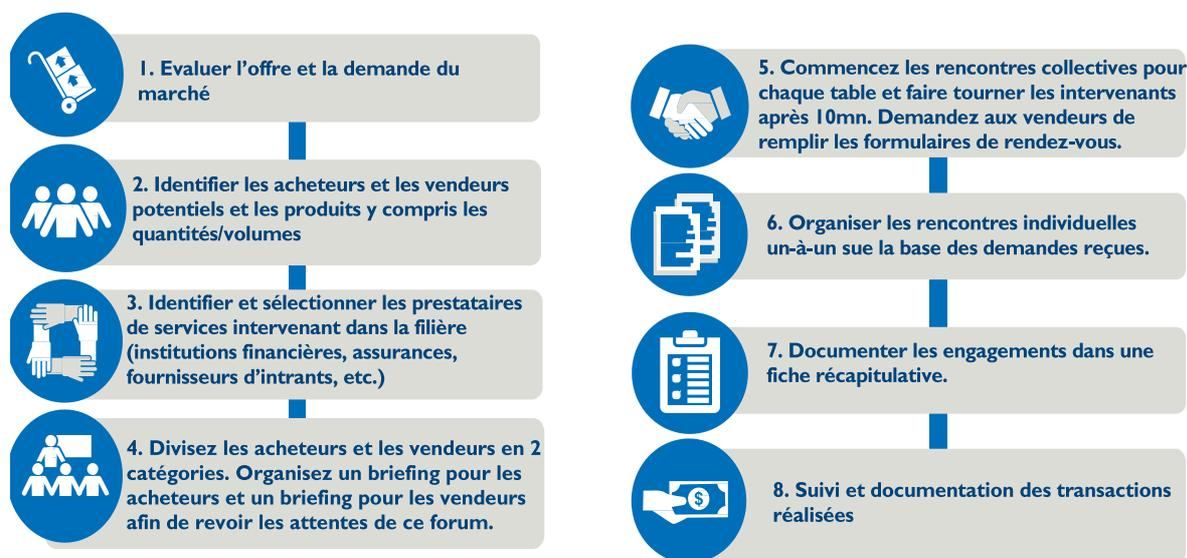 1. Evaluer l'offre et la demande du
marché
2. Identifier les acheteurs et les vendeurs
potentiels et les produits y compris les
quantités/volumes
3. Identifier et sélectionner les prestataires
de services intervenant dans la filière
(institutions financières, assurances,
fournisseurs d'intrants, etc.)
4. Divisez les acheteurs et les vendeurs en 2
catégories. Organisez un briefing pour les
acheteurs et un briefing pour les vendeurs
afin de revoir les attentes de ce forum.
5. Commencez les rencontres collectives pour
chaque table et faire tourner les intervenants
après 10mn. Demandez aux vendeurs de
remplir les formulaires de rendez-vous.
6. Organiser les rencontres individuelles
un-à-un sue la base des demandes reçues.
7. Documenter les engagements dans une
fiche récapitulative.
$
8. Suivi et documentation des transactions
réalisées